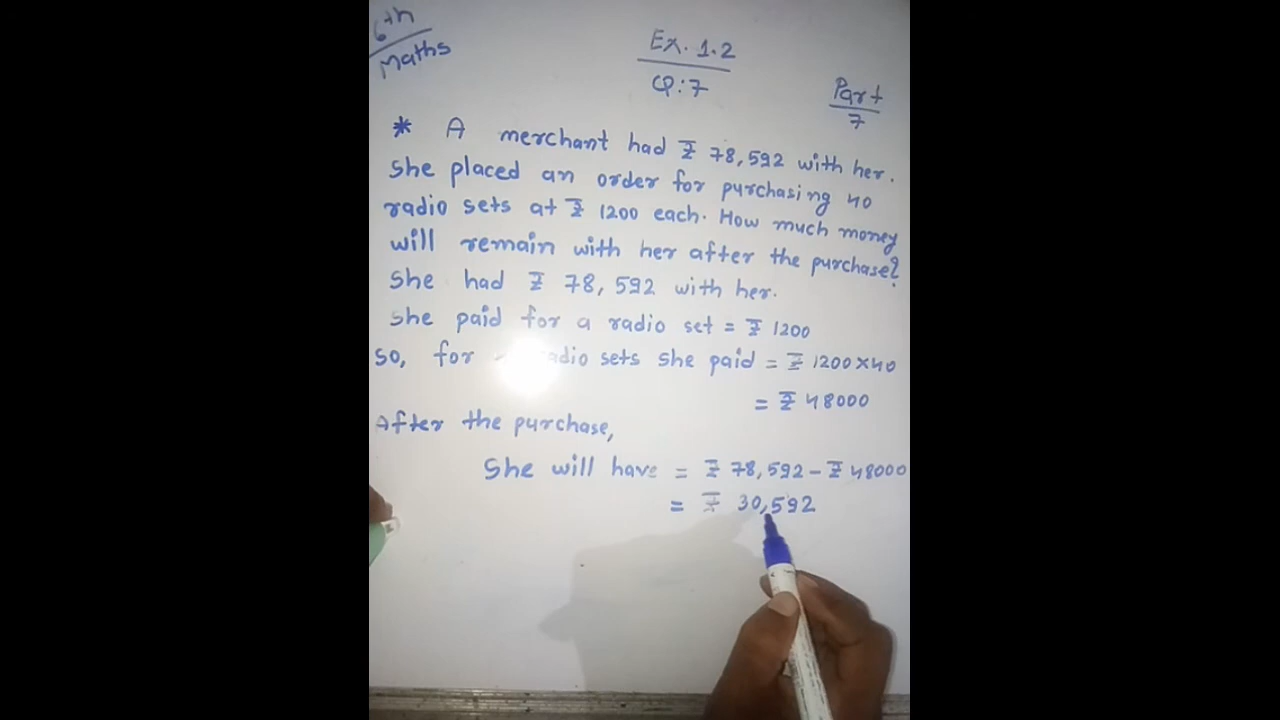 6th
Maths
Ex. 1.2
Q:7
Part
7
* A merchant had ₹ 78,592 with her.
She placed an order for purchasing 40
radio sets at ₹ 1200 each. How much money
will remain with her after the purchase?
She had ₹ 78,592 with her.
She paid for a radio set = ₹ 1200
So, for radio sets she paid = ₹ 1200×40
= ₹ 48000
After the purchase,
She will have = ₹ 78,592 - ₹ 48000
= ₹ 30,592